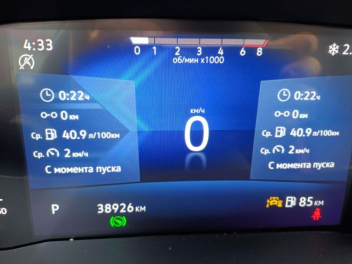 4:33
0 1 2 3 4 5 6 8
об/мин x1000
2.
0:22ч
0 км
Ср. 40.9 л/100км
Ср. 2 км/ч
С момента пуска
км/ч
0
0:22ч
0 км
Ср. 40.9 л/100км
Ср. 2 км/ч
С момента пуска
P
38926 км
(S)
85 км